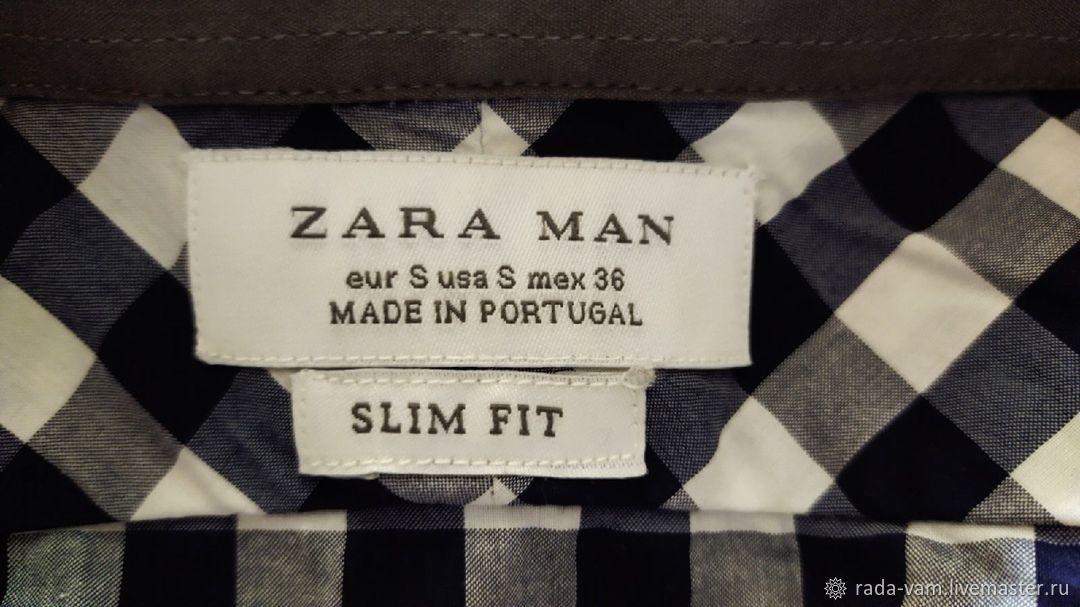 ZARA MAN
eur S usa S mex 36
MADE IN PORTUGAL
SLIM FIT
rada-vam.livemaster.ru